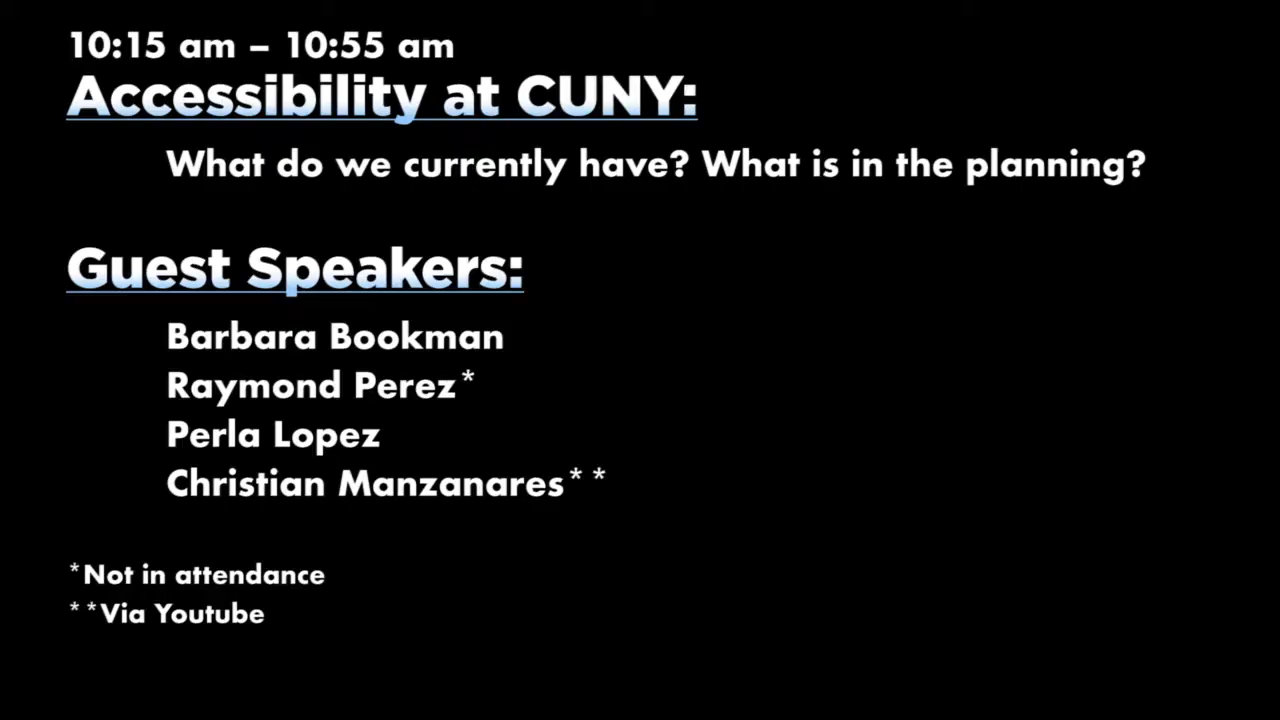 10:15 am – 10:55 am
Accessibility at CUNY:
What do we currently have? What is in the planning?
Guest Speakers:
Barbara Bookman
Raymond Perez*
Perla Lopez
Christian Manzanares**
*Not in attendance
**Via Youtube